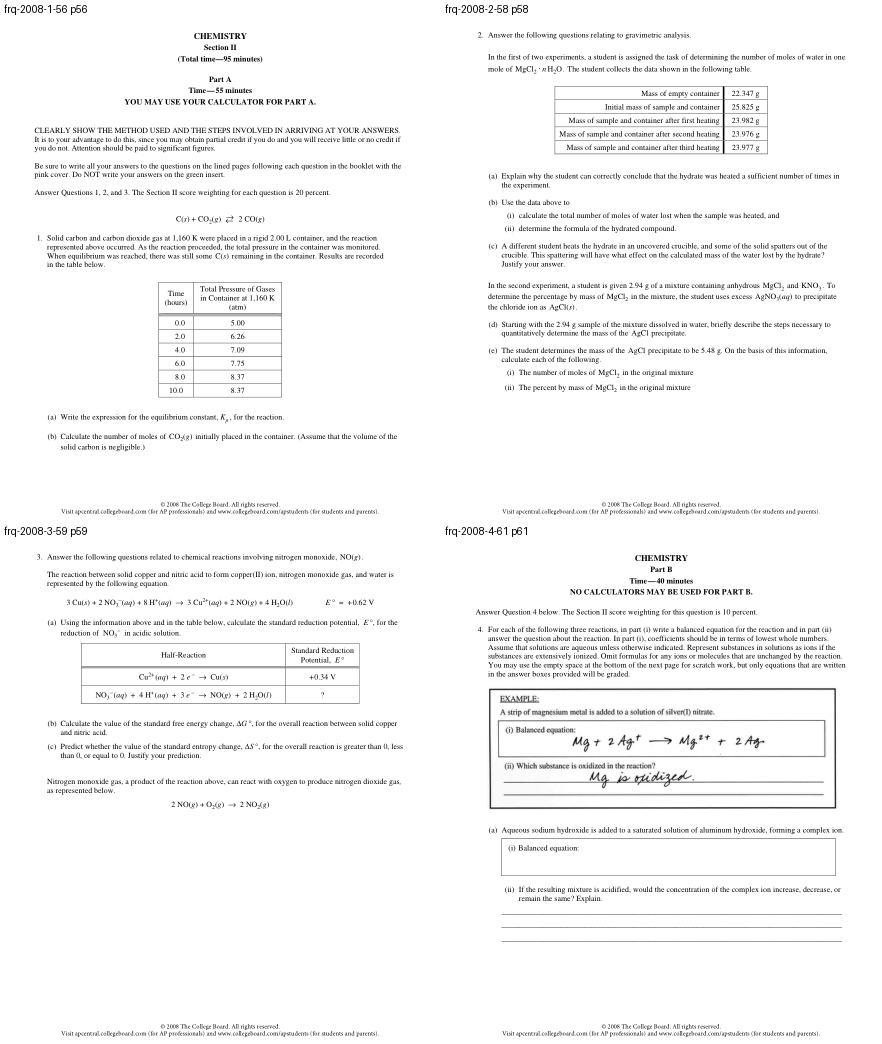 frq-2008-1-56 p56
CHEMISTRY
Section II
(Total time—95 minutes)
Part A
Time—55 minutes
YOU MAY USE YOUR CALCULATOR FOR PART A.
CLEARLY SHOW THE METHOD USED AND THE STEPS INVOLVED IN ARRIVING AT YOUR ANSWERS.
It is to your advantage to do this, since you may obtain partial credit if you do and you will receive little or no credit if
you do not. Attention should be paid to significant figures.
Be sure to write all your answers to the questions on the lined pages following each question in the booklet with the
pink cover. Do NOT write your answers on the green insert.
Answer Questions 1, 2, and 3. The Section II score weighting for each question is 20 percent.
C(s) + CO₂(g) ⇄ 2 CO(g)
1. Solid carbon and carbon dioxide gas at 1,160 K were placed in a rigid 2.00 L container, and the reaction
represented above occurred. As the reaction proceeded, the total pressure in the container was monitored.
When equilibrium was reached, there was still some C(s) remaining in the container. Results are recorded
in the table below.
Time (hours) Total Pressure of Gases in Container at 1,160 K (atm)
0.0 5.00
2.0 6.26
4.0 7.09
6.0 7.75
8.0 8.37
10.0 8.37
(a) Write the expression for the equilibrium constant, Kₚ, for the reaction.
(b) Calculate the number of moles of CO₂(g) initially placed in the container. (Assume that the volume of the
solid carbon is negligible.)
© 2008 The College Board. All rights reserved.
Visit apcentral.collegeboard.com (for AP professionals) and www.collegeboard.com/apstudents (for students and parents).
frq-2008-2-58 p58
2. Answer the following questions relating to gravimetric analysis.
In the first of two experiments, a student is assigned the task of determining the number of moles of water in one
mole of MgCl₂ · n H₂O. The student collects the data shown in the following table.
Mass of empty container 22.347 g
Initial mass of sample and container 25.825 g
Mass of sample and container after first heating 23.982 g
Mass of sample and container after second heating 23.976 g
Mass of sample and container after third heating 23.977 g
(a) Explain why the student can correctly conclude that the hydrate was heated a sufficient number of times in
the experiment.
(b) Use the data above to
(i) calculate the total number of moles of water lost when the sample was heated, and
(ii) determine the formula of the hydrated compound.
(c) A different student heats the hydrate in an uncovered crucible, and some of the solid spatters out of the
crucible. This spattering will have what effect on the calculated mass of the water lost by the hydrate?
Justify your answer.
In the second experiment, a student is given 2.94 g of a mixture containing anhydrous MgCl₂ and KNO₃. To
determine the percentage by mass of MgCl₂ in the mixture, the student uses excess AgNO₃(aq) to precipitate
the chloride ion as AgCl(s).
(d) Starting with the 2.94 g sample of the mixture dissolved in water, briefly describe the steps necessary to
quantitatively determine the mass of the AgCl precipitate.
(e) The student determines the mass of the AgCl precipitate to be 5.48 g. On the basis of this information,
calculate each of the following.
(i) The number of moles of MgCl₂ in the original mixture
(ii) The percent by mass of MgCl₂ in the original mixture
© 2008 The College Board. All rights reserved.
Visit apcentral.collegeboard.com (for AP professionals) and www.collegeboard.com/apstudents (for students and parents).
frq-2008-3-59 p59
3. Answer the following questions related to chemical reactions involving nitrogen monoxide, NO(g).
The reaction between solid copper and nitric acid to form copper(II) ion, nitrogen monoxide gas, and water is
represented by the following equation.
3 Cu(s) + 2 NO₃⁻(aq) + 8 H⁺(aq) → 3 Cu²⁺(aq) + 2 NO(g) + 4 H₂O(l) E° = +0.62 V
(a) Using the information above and in the table below, calculate the standard reduction potential, E°, for the
reduction of NO₃⁻ in acidic solution.
Half-Reaction Standard Reduction Potential, E°
Cu²⁺(aq) + 2 e⁻ → Cu(s) +0.34 V
NO₃⁻(aq) + 4 H⁺(aq) + 3 e⁻ → NO(g) + 2 H₂O(l) ?
(b) Calculate the value of the standard free energy change, ΔG°, for the overall reaction between solid copper
and nitric acid.
(c) Predict whether the value of the standard entropy change, ΔS°, for the overall reaction is greater than 0, less
than 0, or equal to 0. Justify your prediction.
Nitrogen monoxide gas, a product of the reaction above, can react with oxygen to produce nitrogen dioxide gas,
as represented below.
2 NO(g) + O₂(g) → 2 NO₂(g)
© 2008 The College Board. All rights reserved.
Visit apcentral.collegeboard.com (for AP professionals) and www.collegeboard.com/apstudents (for students and parents).
frq-2008-4-61 p61
CHEMISTRY
Part B
Time—40 minutes
NO CALCULATORS MAY BE USED FOR PART B.
Answer Question 4 below. The Section II score weighting for this question is 10 percent.
4. For each of the following three reactions, in part (i) write a balanced equation for the reaction and in part (ii)
answer the question about the reaction. In part (i), coefficients should be in terms of lowest whole numbers.
Assume that solutions are aqueous unless otherwise indicated. Represent substances in solutions as ions if the
substances are extensively ionized. Omit formulas for any ions or molecules that are unchanged by the reaction.
You may use the empty space at the bottom of the next page for scratch work, but only equations that are written
in the answer boxes provided will be graded.
EXAMPLE:
A strip of magnesium metal is added to a solution of silver(I) nitrate.
(i) Balanced equation:
Mg + 2 Ag⁺ → Mg²⁺ + 2 Ag
(ii) Which substance is oxidized in the reaction?
Mg is oxidized.
(a) Aqueous sodium hydroxide is added to a saturated solution of aluminum hydroxide, forming a complex ion.
(i) Balanced equation:
(ii) If the resulting mixture is acidified, would the concentration of the complex ion increase, decrease, or
remain the same? Explain.
© 2008 The College Board. All rights reserved.
Visit apcentral.collegeboard.com (for AP professionals) and www.collegeboard.com/apstudents (for students and parents).